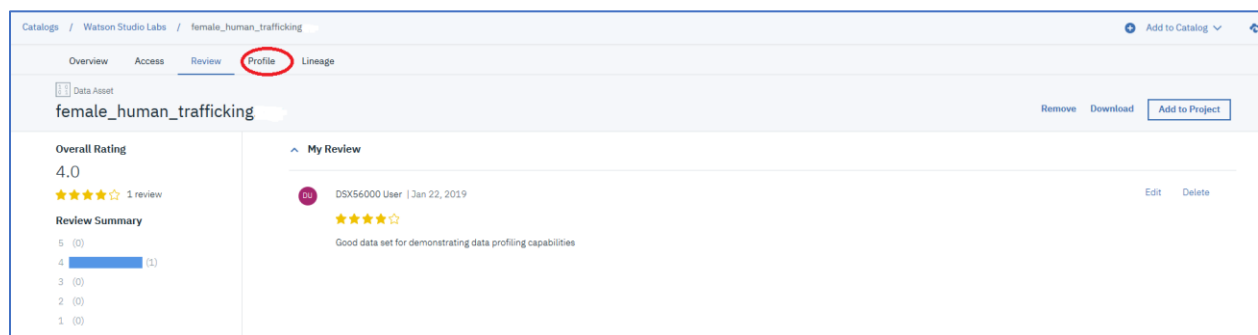 Catalogs / Watson Studio Labs / female_human_trafficking
Add to Catalog
Overview Access Review Profile Lineage
Data Asset
female_human_trafficking
Remove Download Add to Project
Overall Rating
4.0
1 review
Review Summary
5 (0)
4 (1)
3 (0)
2 (0)
1 (0)
My Review
DU DSX56000 User | Jan 22, 2019
Edit Delete
Good data set for demonstrating data profiling capabilities